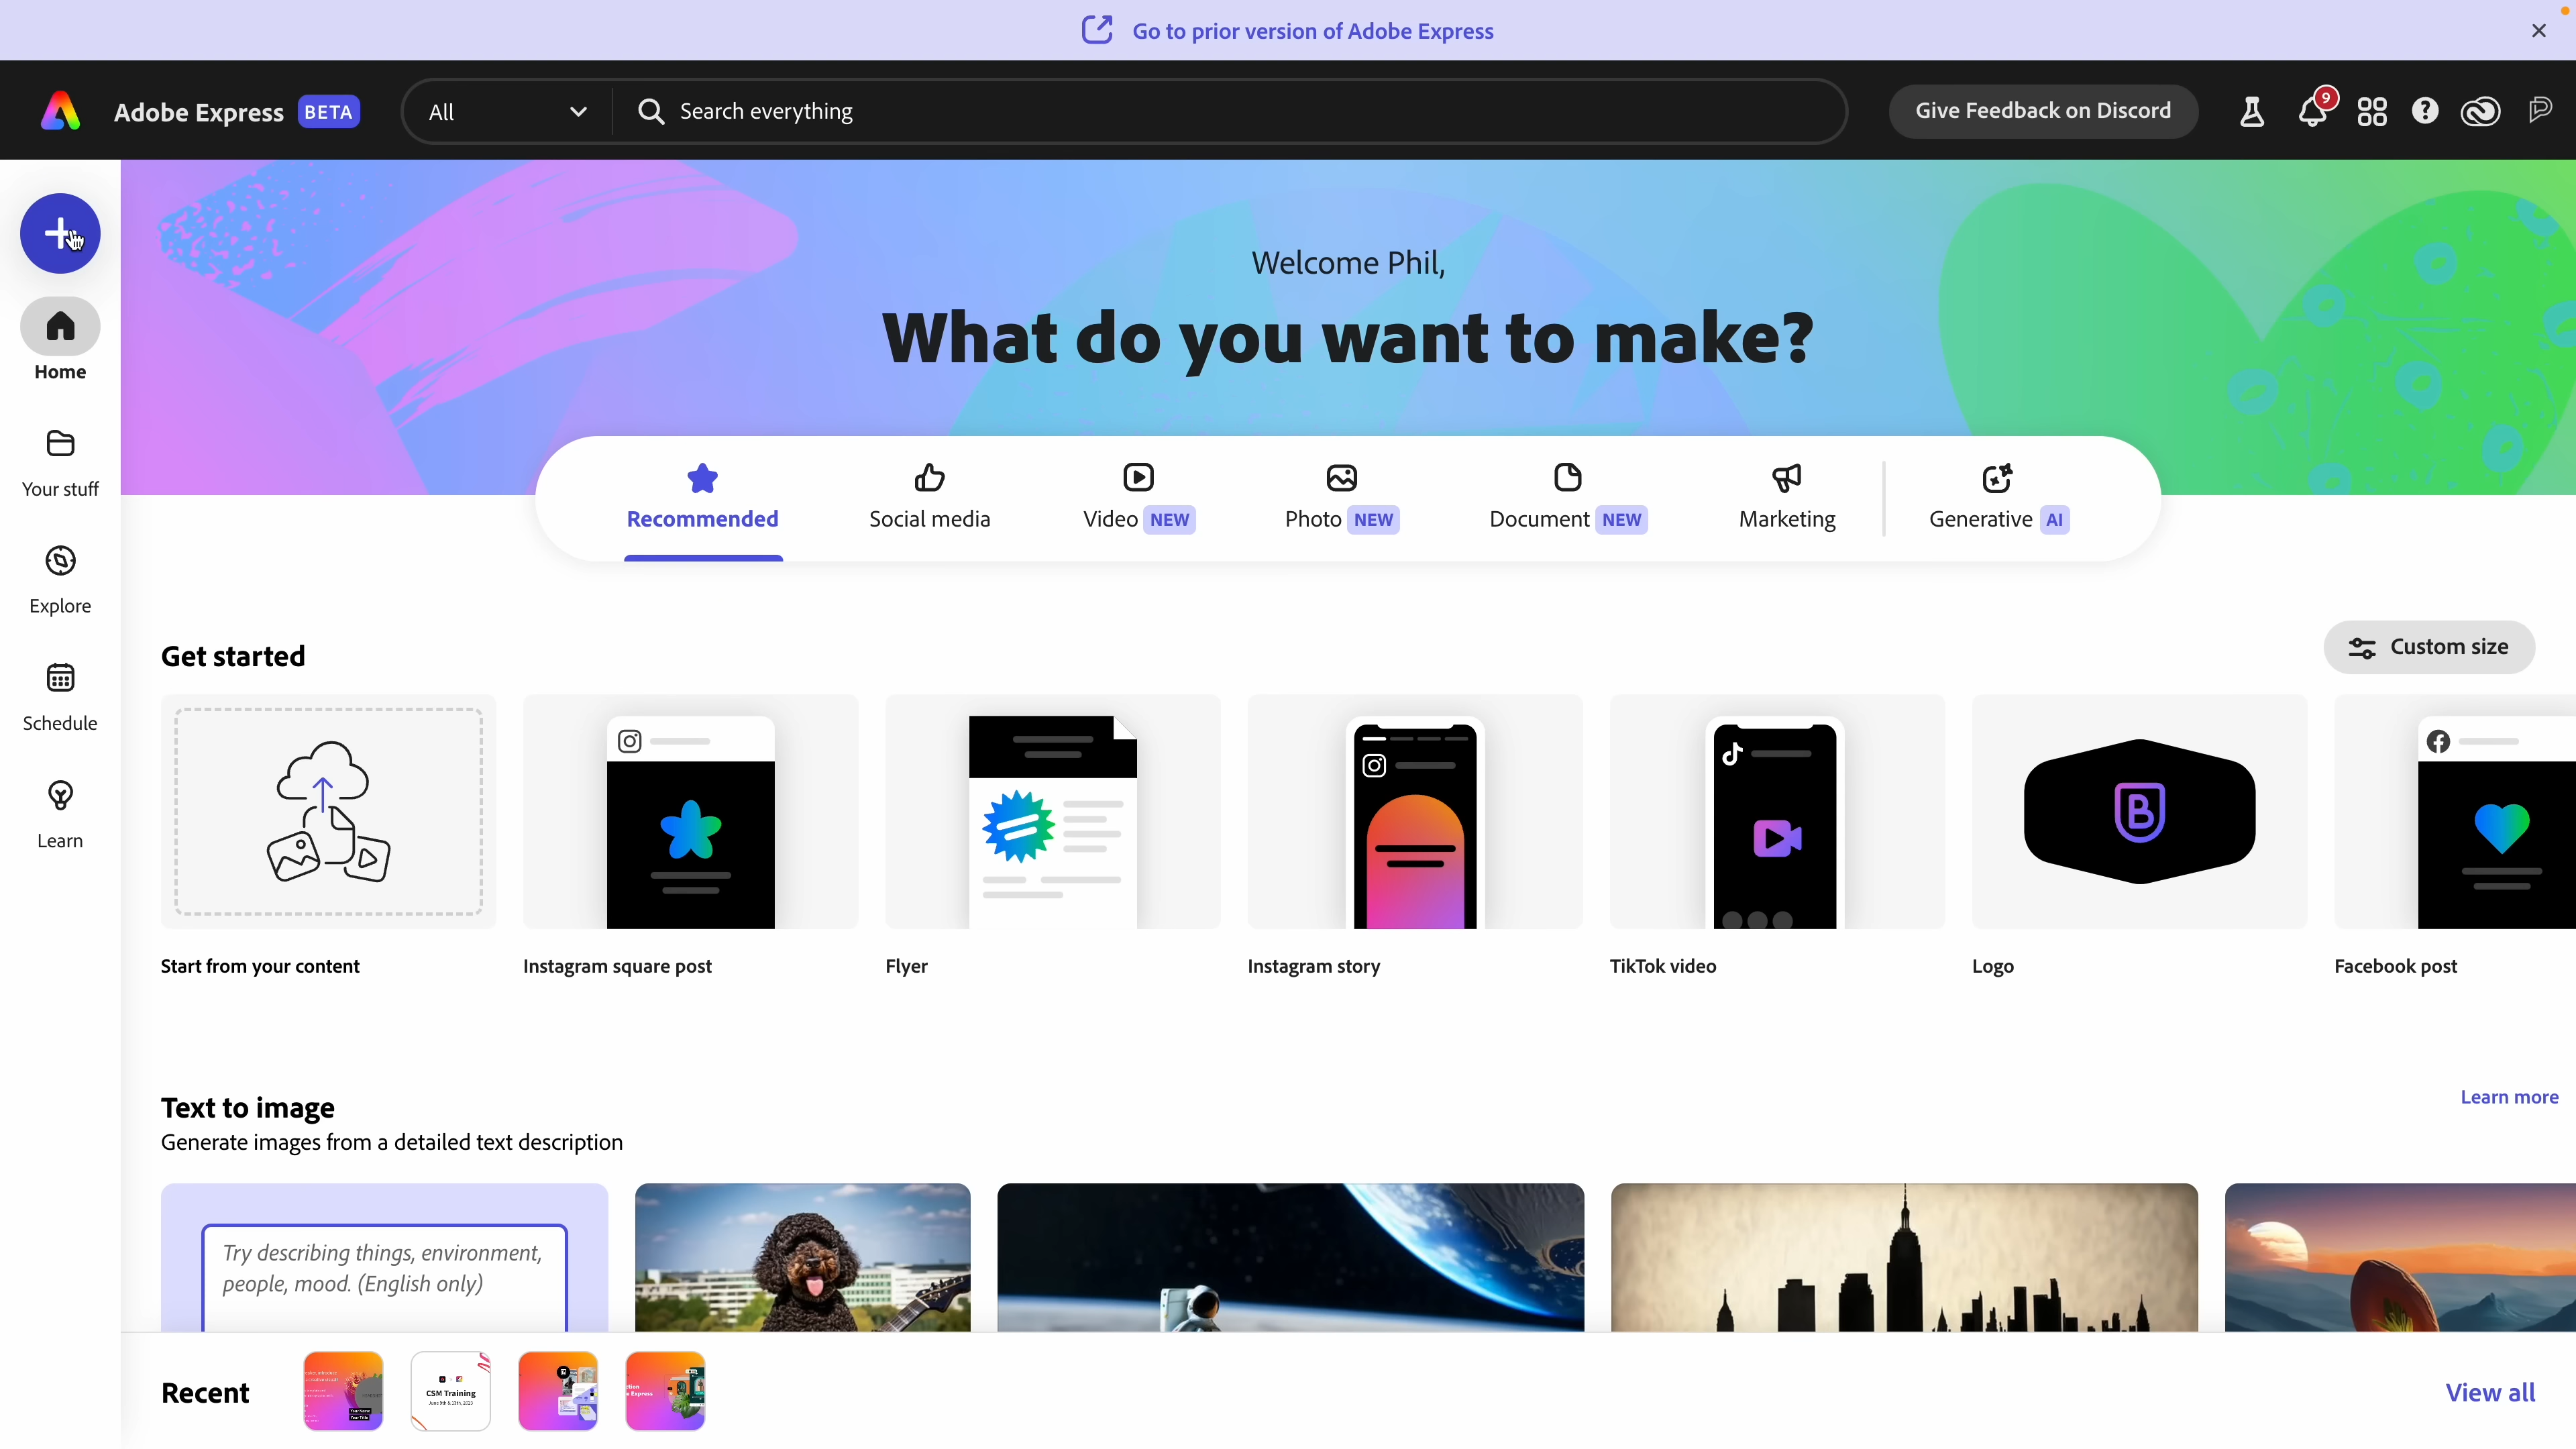 Go to prior version of Adobe Express
Adobe Express BETA
All
Search everything
Give Feedback on Discord
9
Home
Your stuff
Explore
Schedule
Learn
Welcome Phil,
What do you want to make?
Recommended
Social media
Video NEW
Photo NEW
Document NEW
Marketing
Generative AI
Get started
Custom size
B
Start from your content
Instagram square post
Flyer
Instagram story
TikTok video
Logo
Facebook post
Text to image
Learn more
Generate images from a detailed text description
Try describing things, environment,
people, mood. (English only)
Recent
Your Name
Your Title
CSM Training
View all